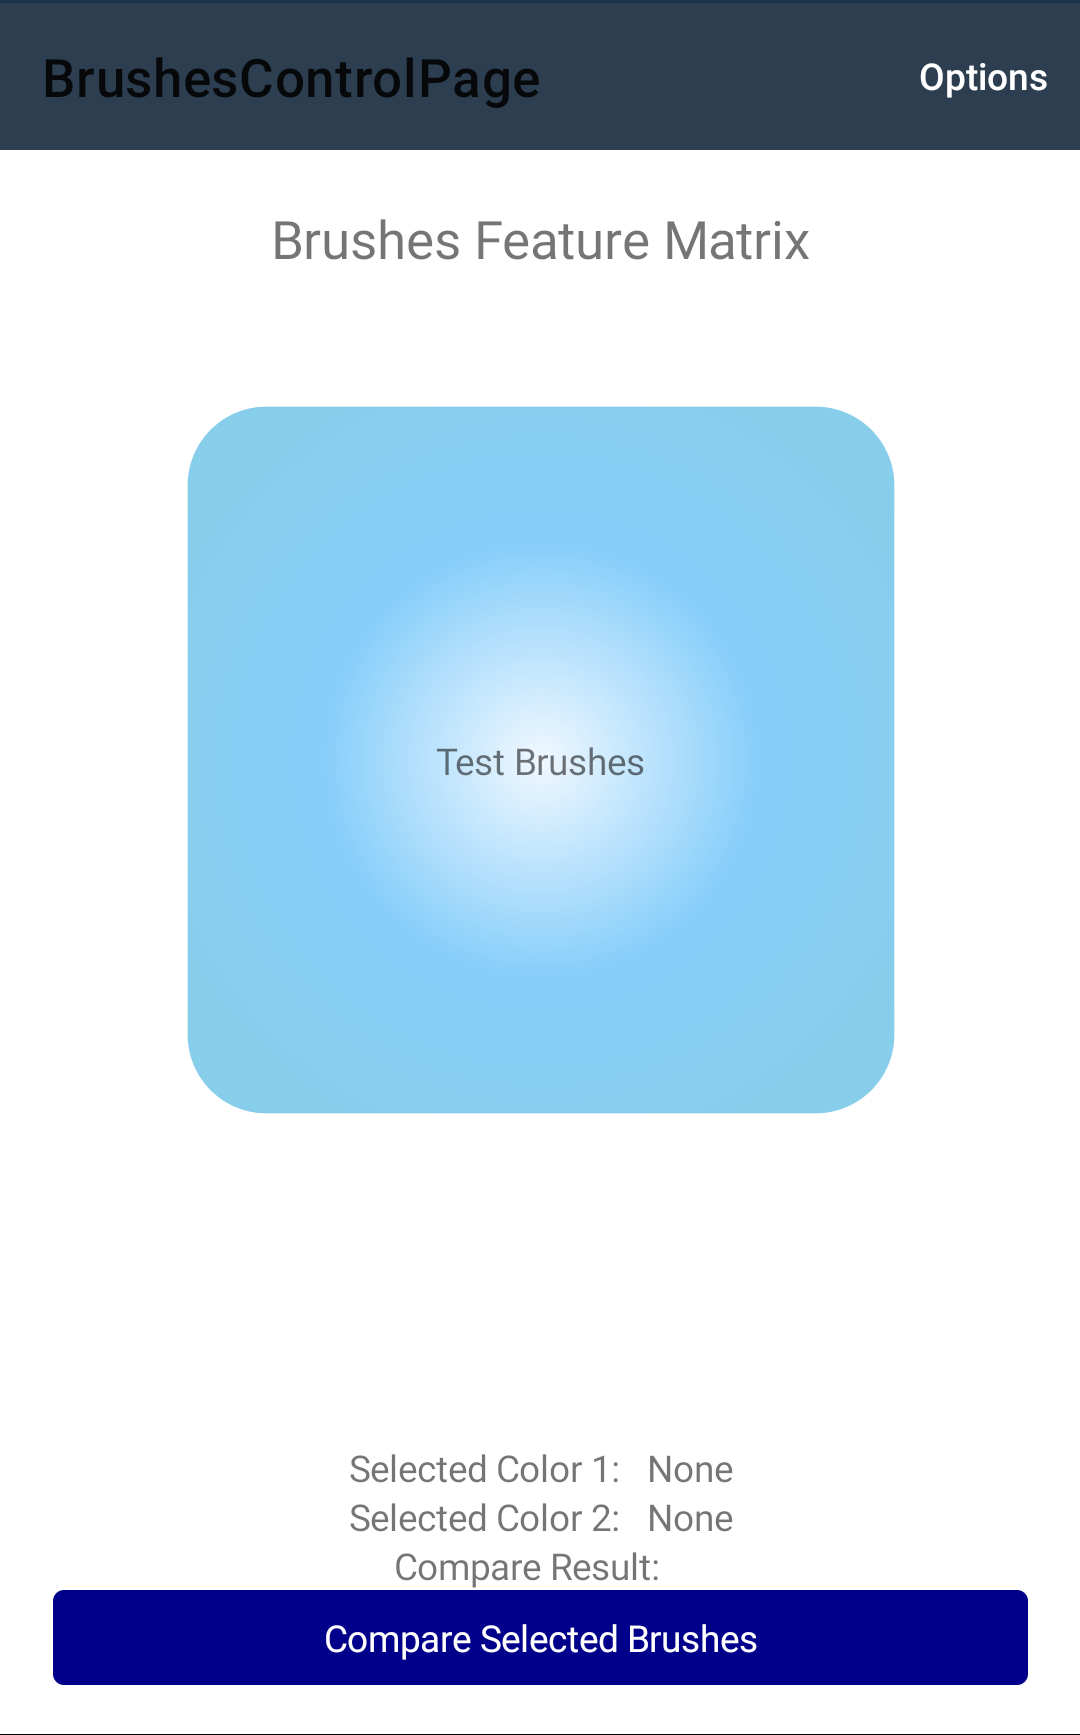 BrushesControlPage Options
Brushes Feature Matrix
Test Brushes
Selected Color 1: None
Selected Color 2: None
Compare Result:
Compare Selected Brushes